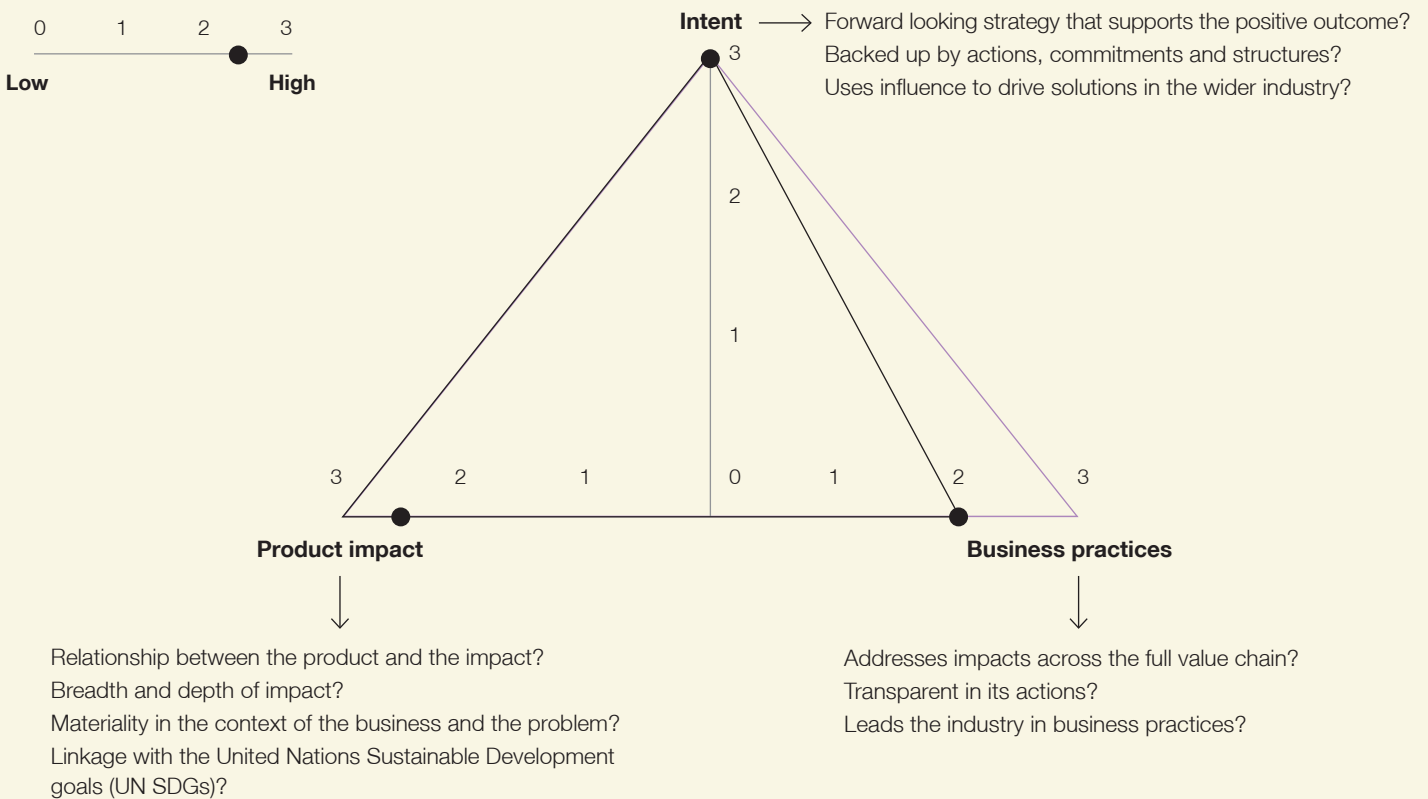 0 1 2 3
Low High
Intent
Forward looking strategy that supports the positive outcome?
Backed up by actions, commitments and structures?
Uses influence to drive solutions in the wider industry?
3
2
1
3 2 1 0 1 2 3
Product impact
Business practices
Relationship between the product and the impact?
Breadth and depth of impact?
Materiality in the context of the business and the problem?
Linkage with the United Nations Sustainable Development
goals (UN SDGs)?
Addresses impacts across the full value chain?
Transparent in its actions?
Leads the industry in business practices?